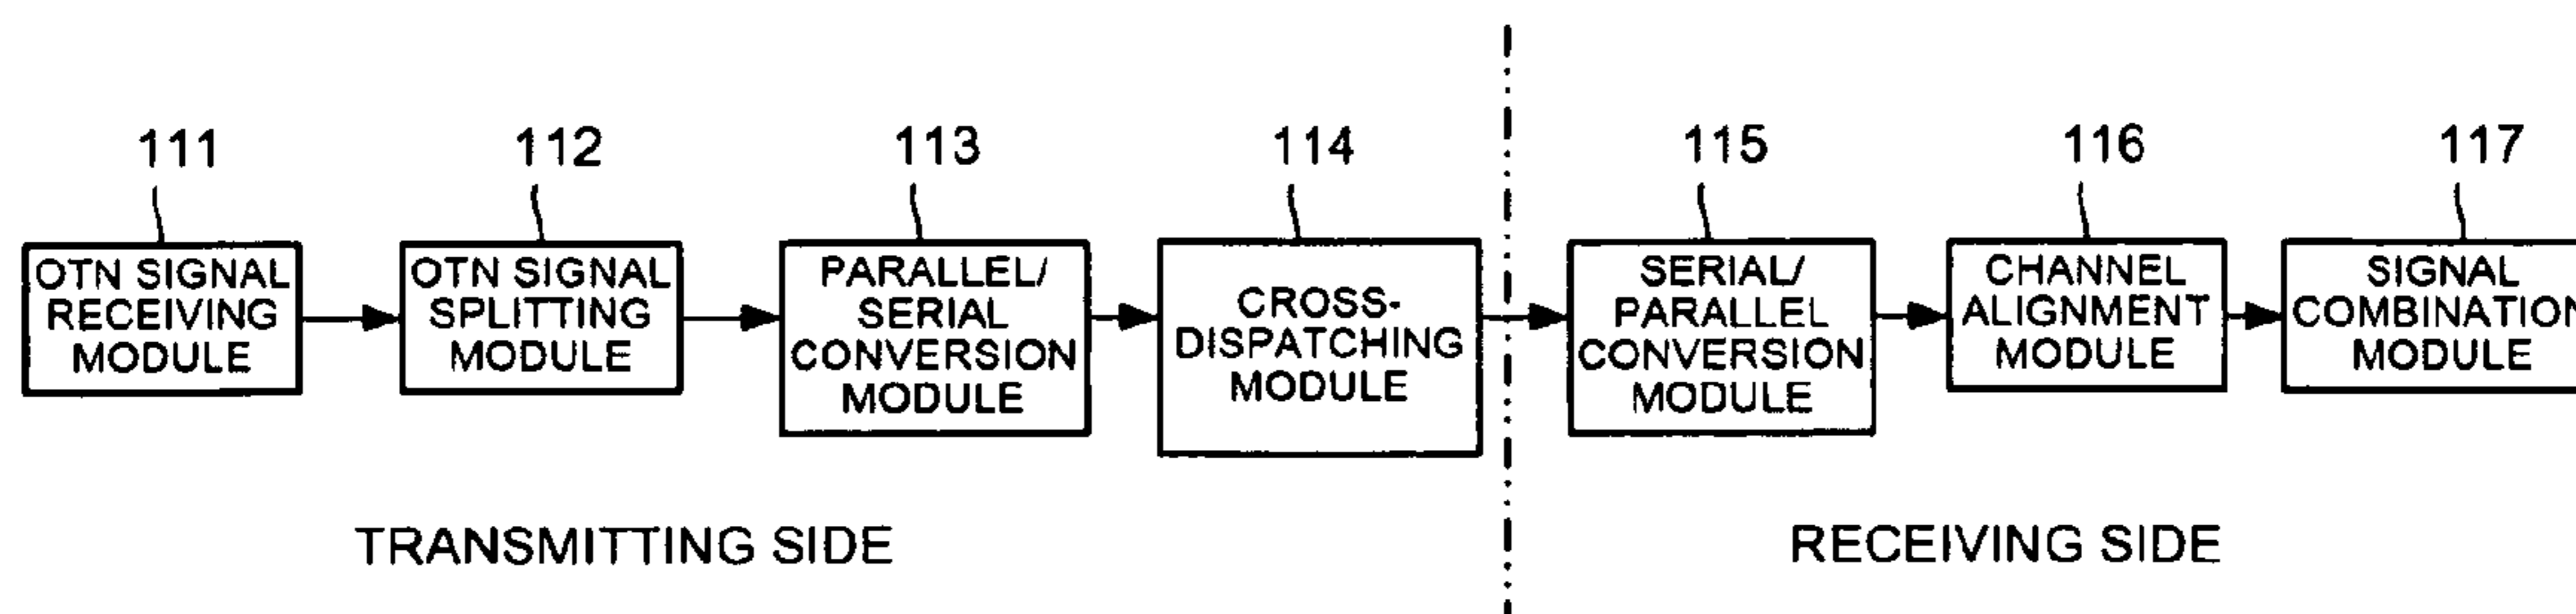 111
112
113
114
115
116
117
OTN SIGNAL
RECEIVING
MODULE
OTN SIGNAL
SPLITTING
MODULE
PARALLEL/
SERIAL
CONVERSION
MODULE
CROSS-
DISPATCHING
MODULE
SERIAL/
PARALLEL
CONVERSION
MODULE
CHANNEL
ALIGNMENT
MODULE
SIGNAL
COMBINATION
MODULE
TRANSMITTING SIDE
RECEIVING SIDE